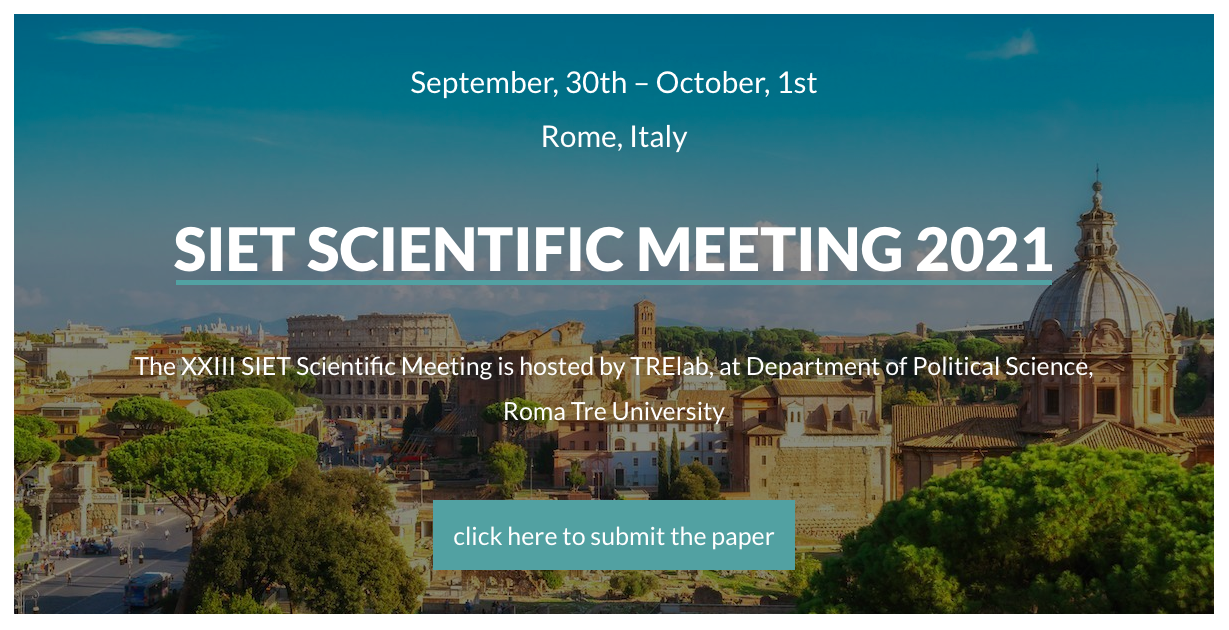 September, 30th – October, 1st
Rome, Italy
SIET SCIENTIFIC MEETING 2021
The XXIII SIET Scientific Meeting is hosted by TRElab, at Department of Political Science,
Roma Tre University
click here to submit the paper